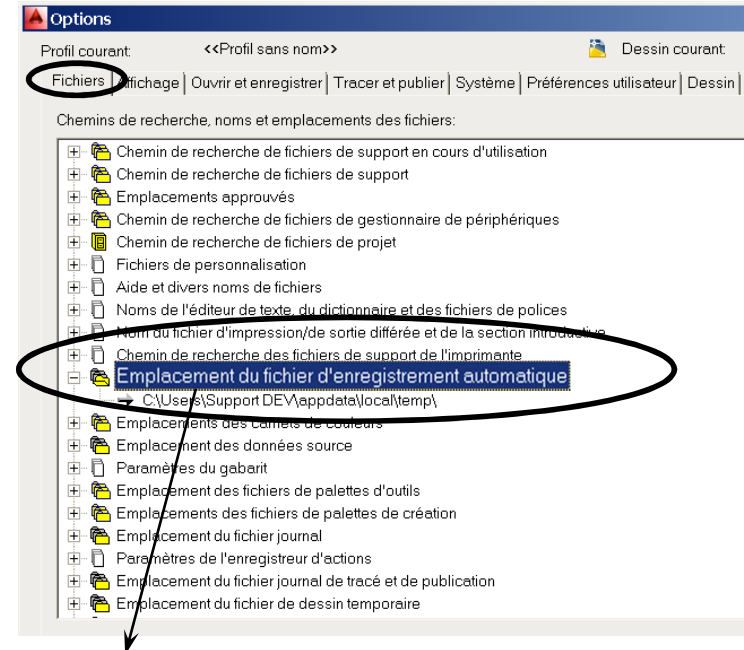 Options
Profil courant: <<Profil sans nom>> Dessin courant:
Fichiers Affichage Ouvrir et enregistrer Tracer et publier Système Préférences utilisateur Dessin
Chemins de recherche, noms et emplacements des fichiers:
Chemin de recherche de fichiers de support en cours d'utilisation
Chemin de recherche de fichiers de support
Emplacements approuvés
Chemin de recherche de fichiers de gestionnaire de périphériques
Chemin de recherche de fichiers de projet
Fichiers de personnalisation
Aide et divers noms de fichiers
Noms de l'éditeur de texte, du dictionnaire et des fichiers de polices
Nom du fichier d'impression/de sortie différée et de la section introductive
Chemin de recherche des fichiers de support de l'imprimante
Emplacement du fichier d'enregistrement automatique
C:\Users\Support DEV\appdata\local\temp\
Emplacements des carnets de couleurs
Emplacement des données source
Paramètres du gabarit
Emplacement des fichiers de palettes d'outils
Emplacements des fichiers de palettes de création
Emplacement du fichier journal
Paramètres de l'enregistreur d'actions
Emplacement du fichier journal de tracé et de publication
Emplacement du fichier de dessin temporaire